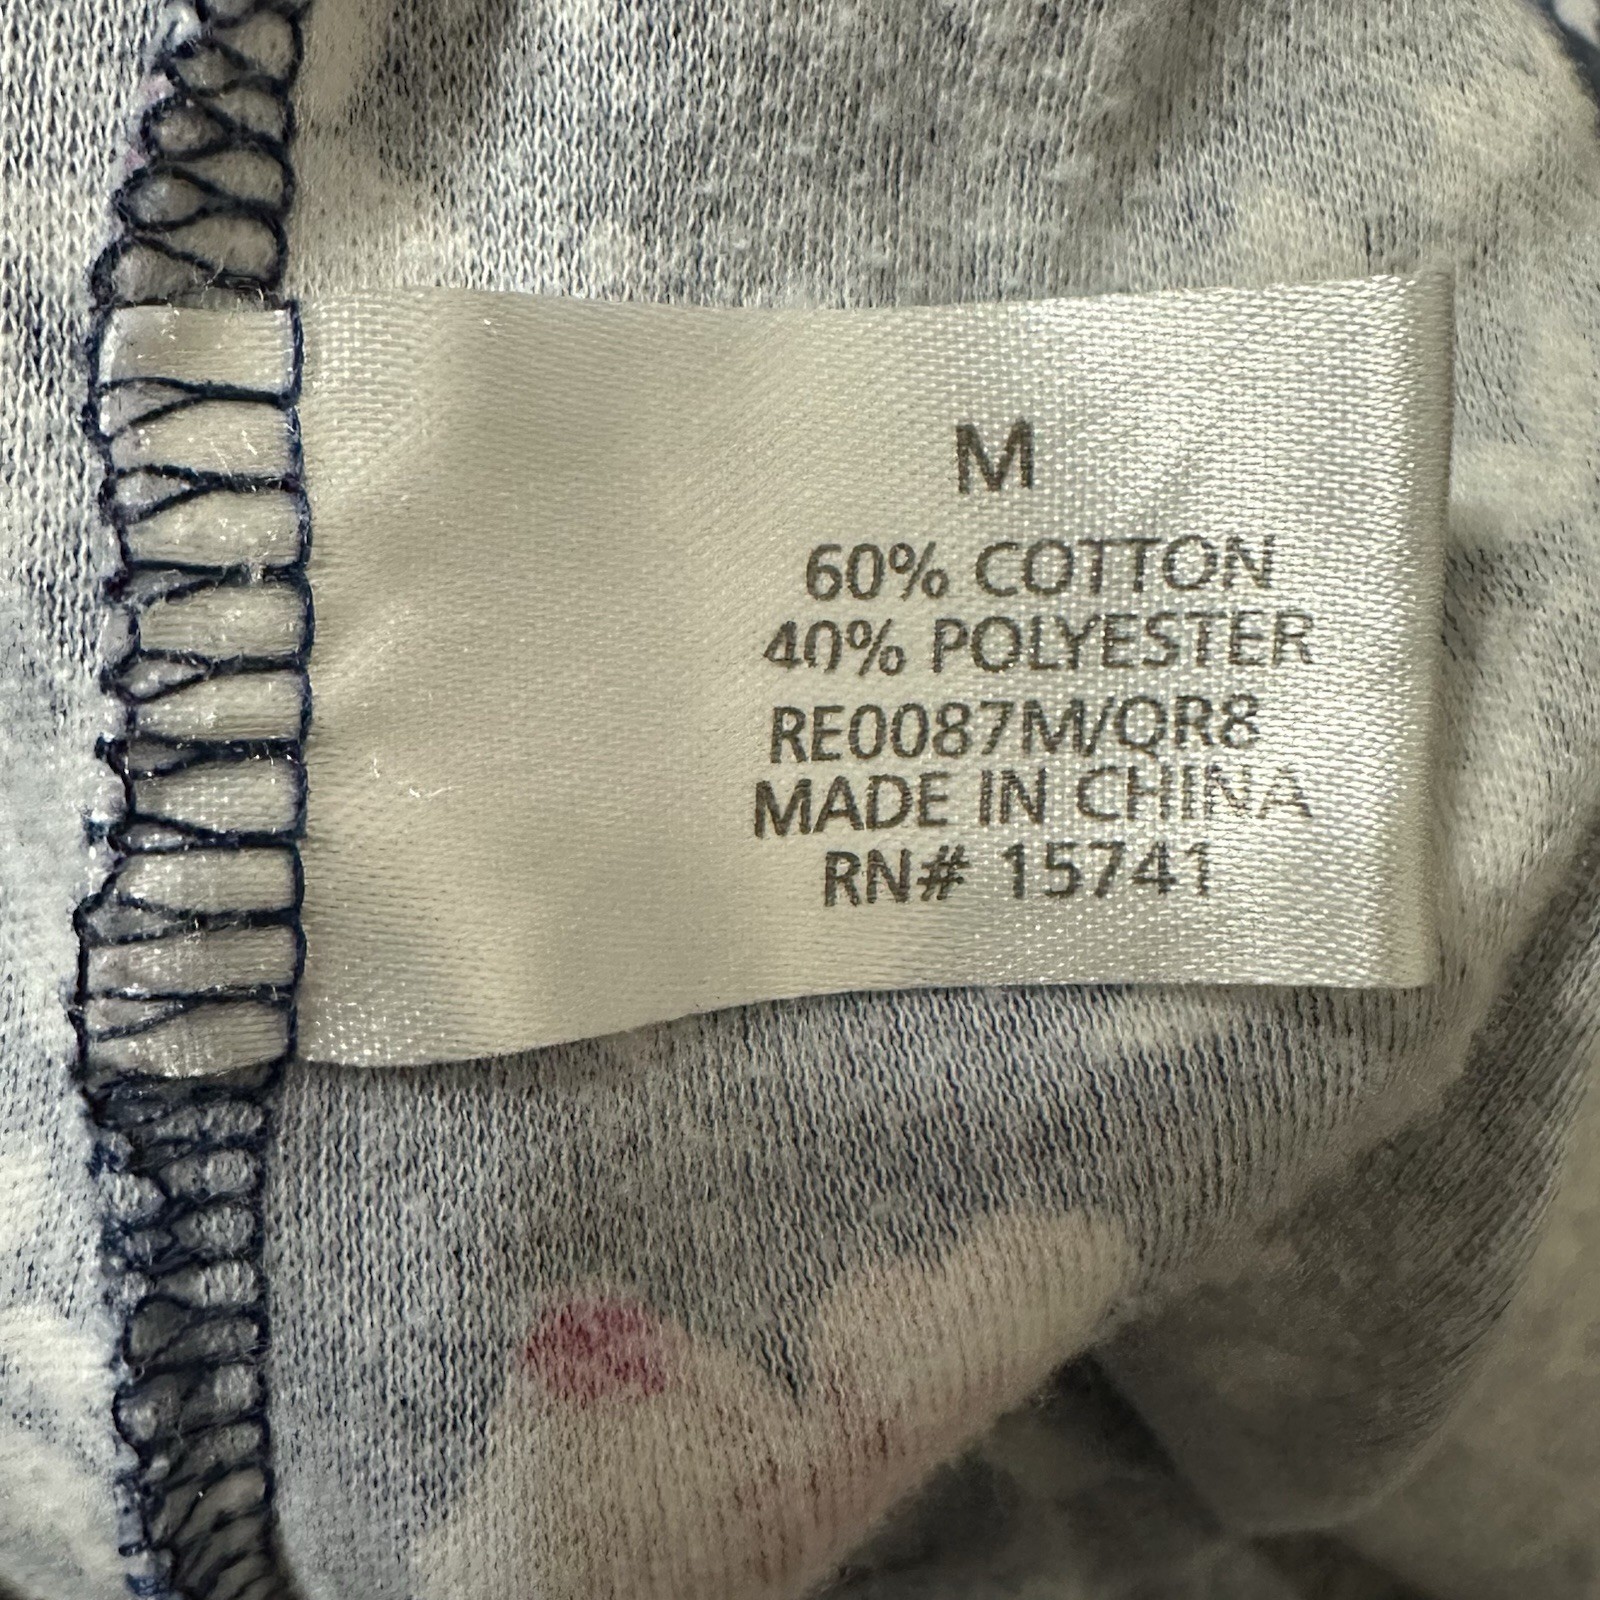 M
60% COTTON
40% POLYESTER
RE0087M/QR8
MADE IN CHINA
RN# 15741